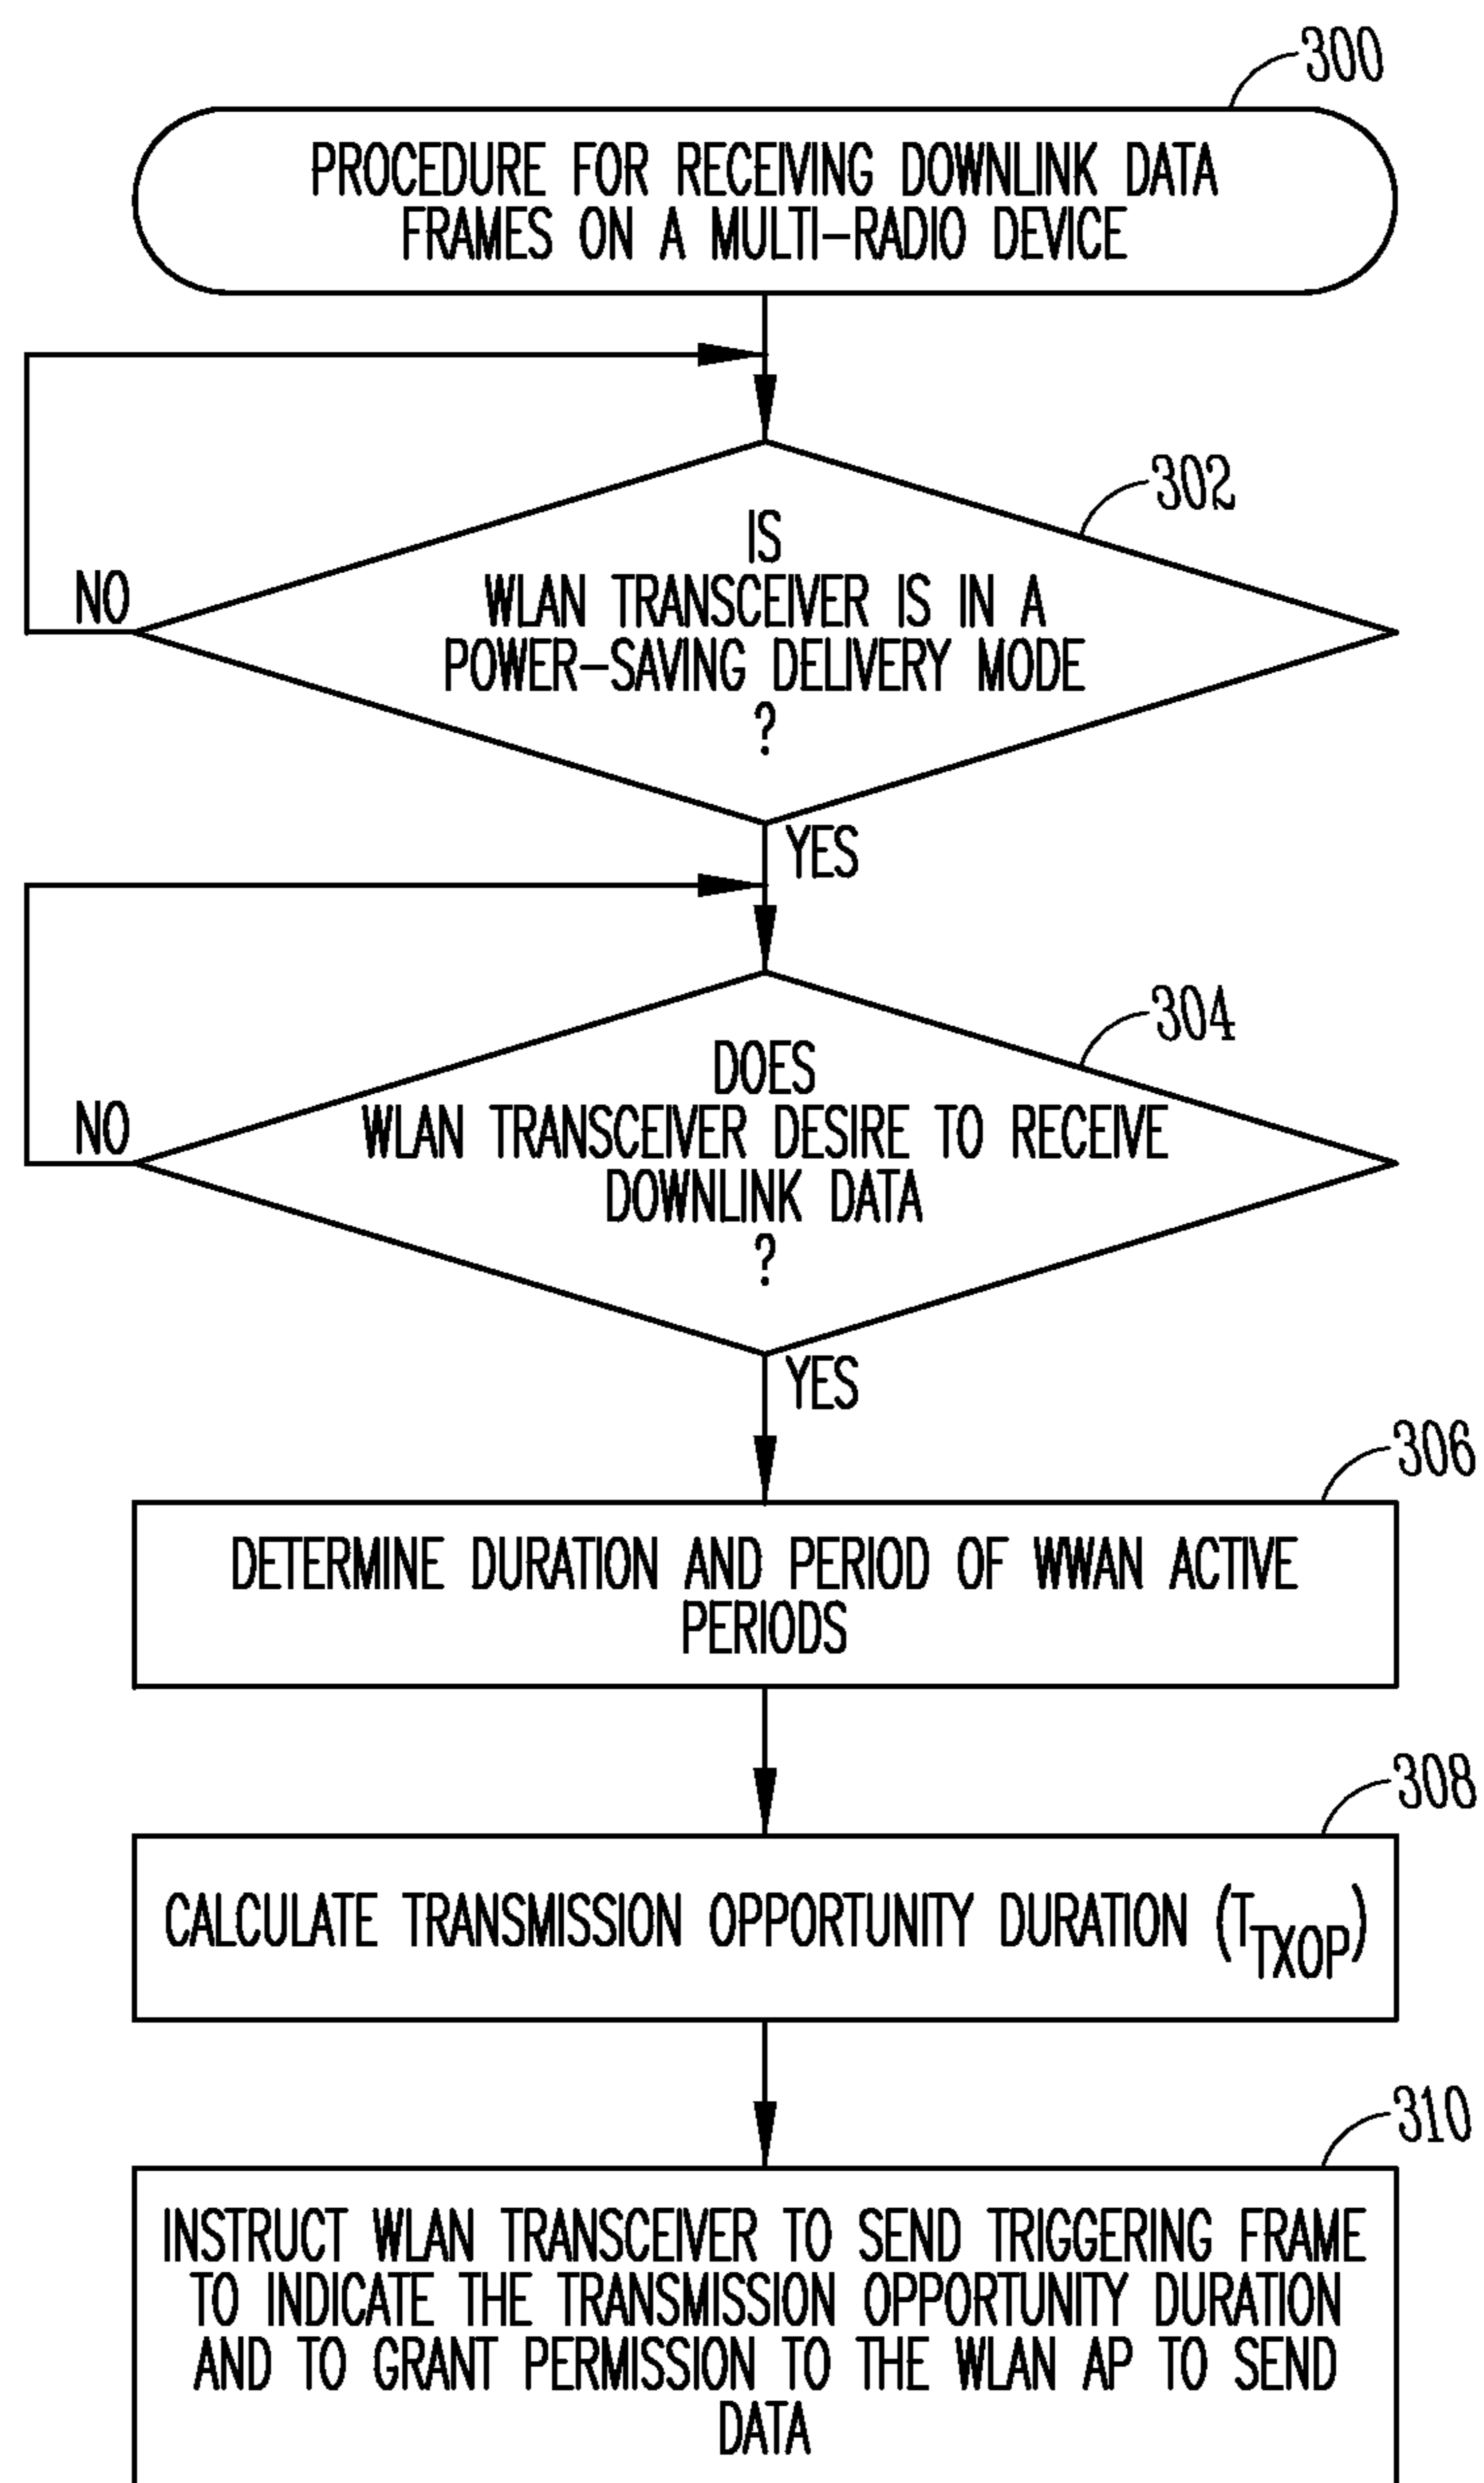 300
PROCEDURE FOR RECEIVING DOWNLINK DATA
FRAMES ON A MULTI-RADIO DEVICE
302
IS
WLAN TRANSCEIVER IS IN A
POWER-SAVING DELIVERY MODE
?
NO
YES
304
DOES
WLAN TRANSCEIVER DESIRE TO RECEIVE
DOWNLINK DATA
?
NO
YES
306
DETERMINE DURATION AND PERIOD OF WWAN ACTIVE
PERIODS
308
CALCULATE TRANSMISSION OPPORTUNITY DURATION (TTXOP)
310
INSTRUCT WLAN TRANSCEIVER TO SEND TRIGGERING FRAME
TO INDICATE THE TRANSMISSION OPPORTUNITY DURATION
AND TO GRANT PERMISSION TO THE WLAN AP TO SEND
DATA